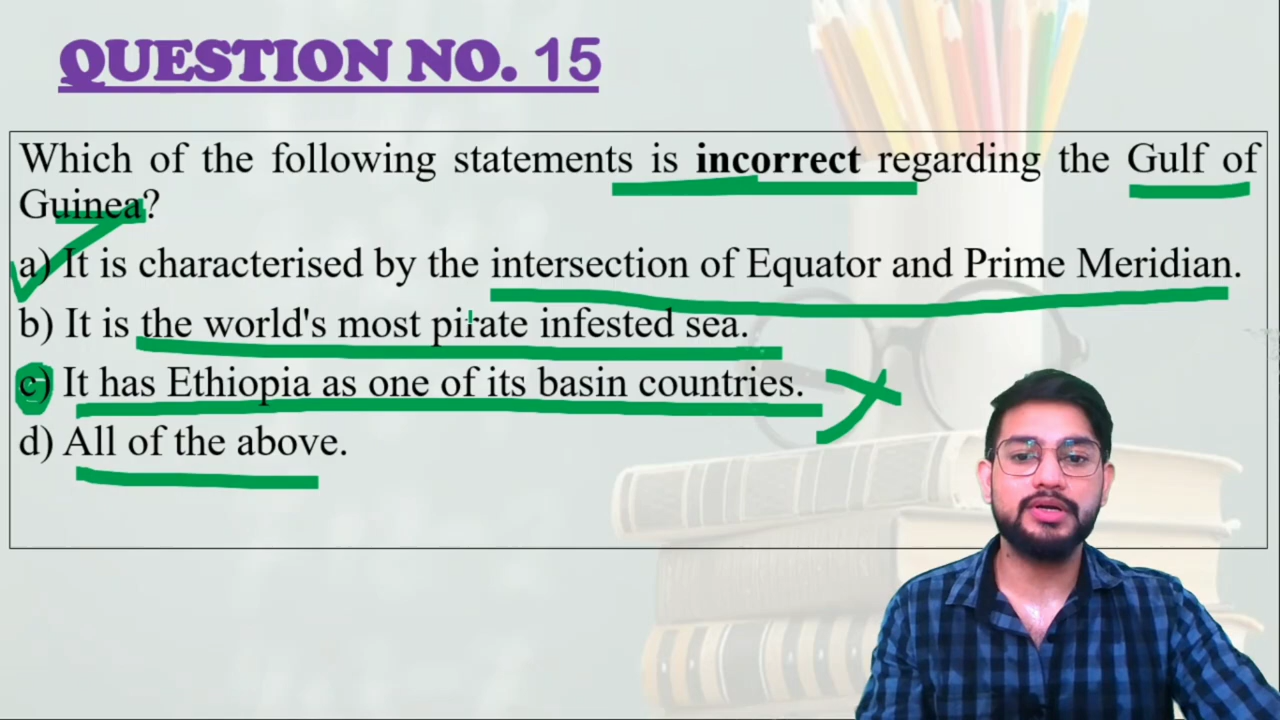 QUESTION NO. 15
Which of the following statements is incorrect regarding the Gulf of
Guinea?
a) It is characterised by the intersection of Equator and Prime Meridian.
b) It is the world's most pirate infested sea.
c) It has Ethiopia as one of its basin countries.
d) All of the above.